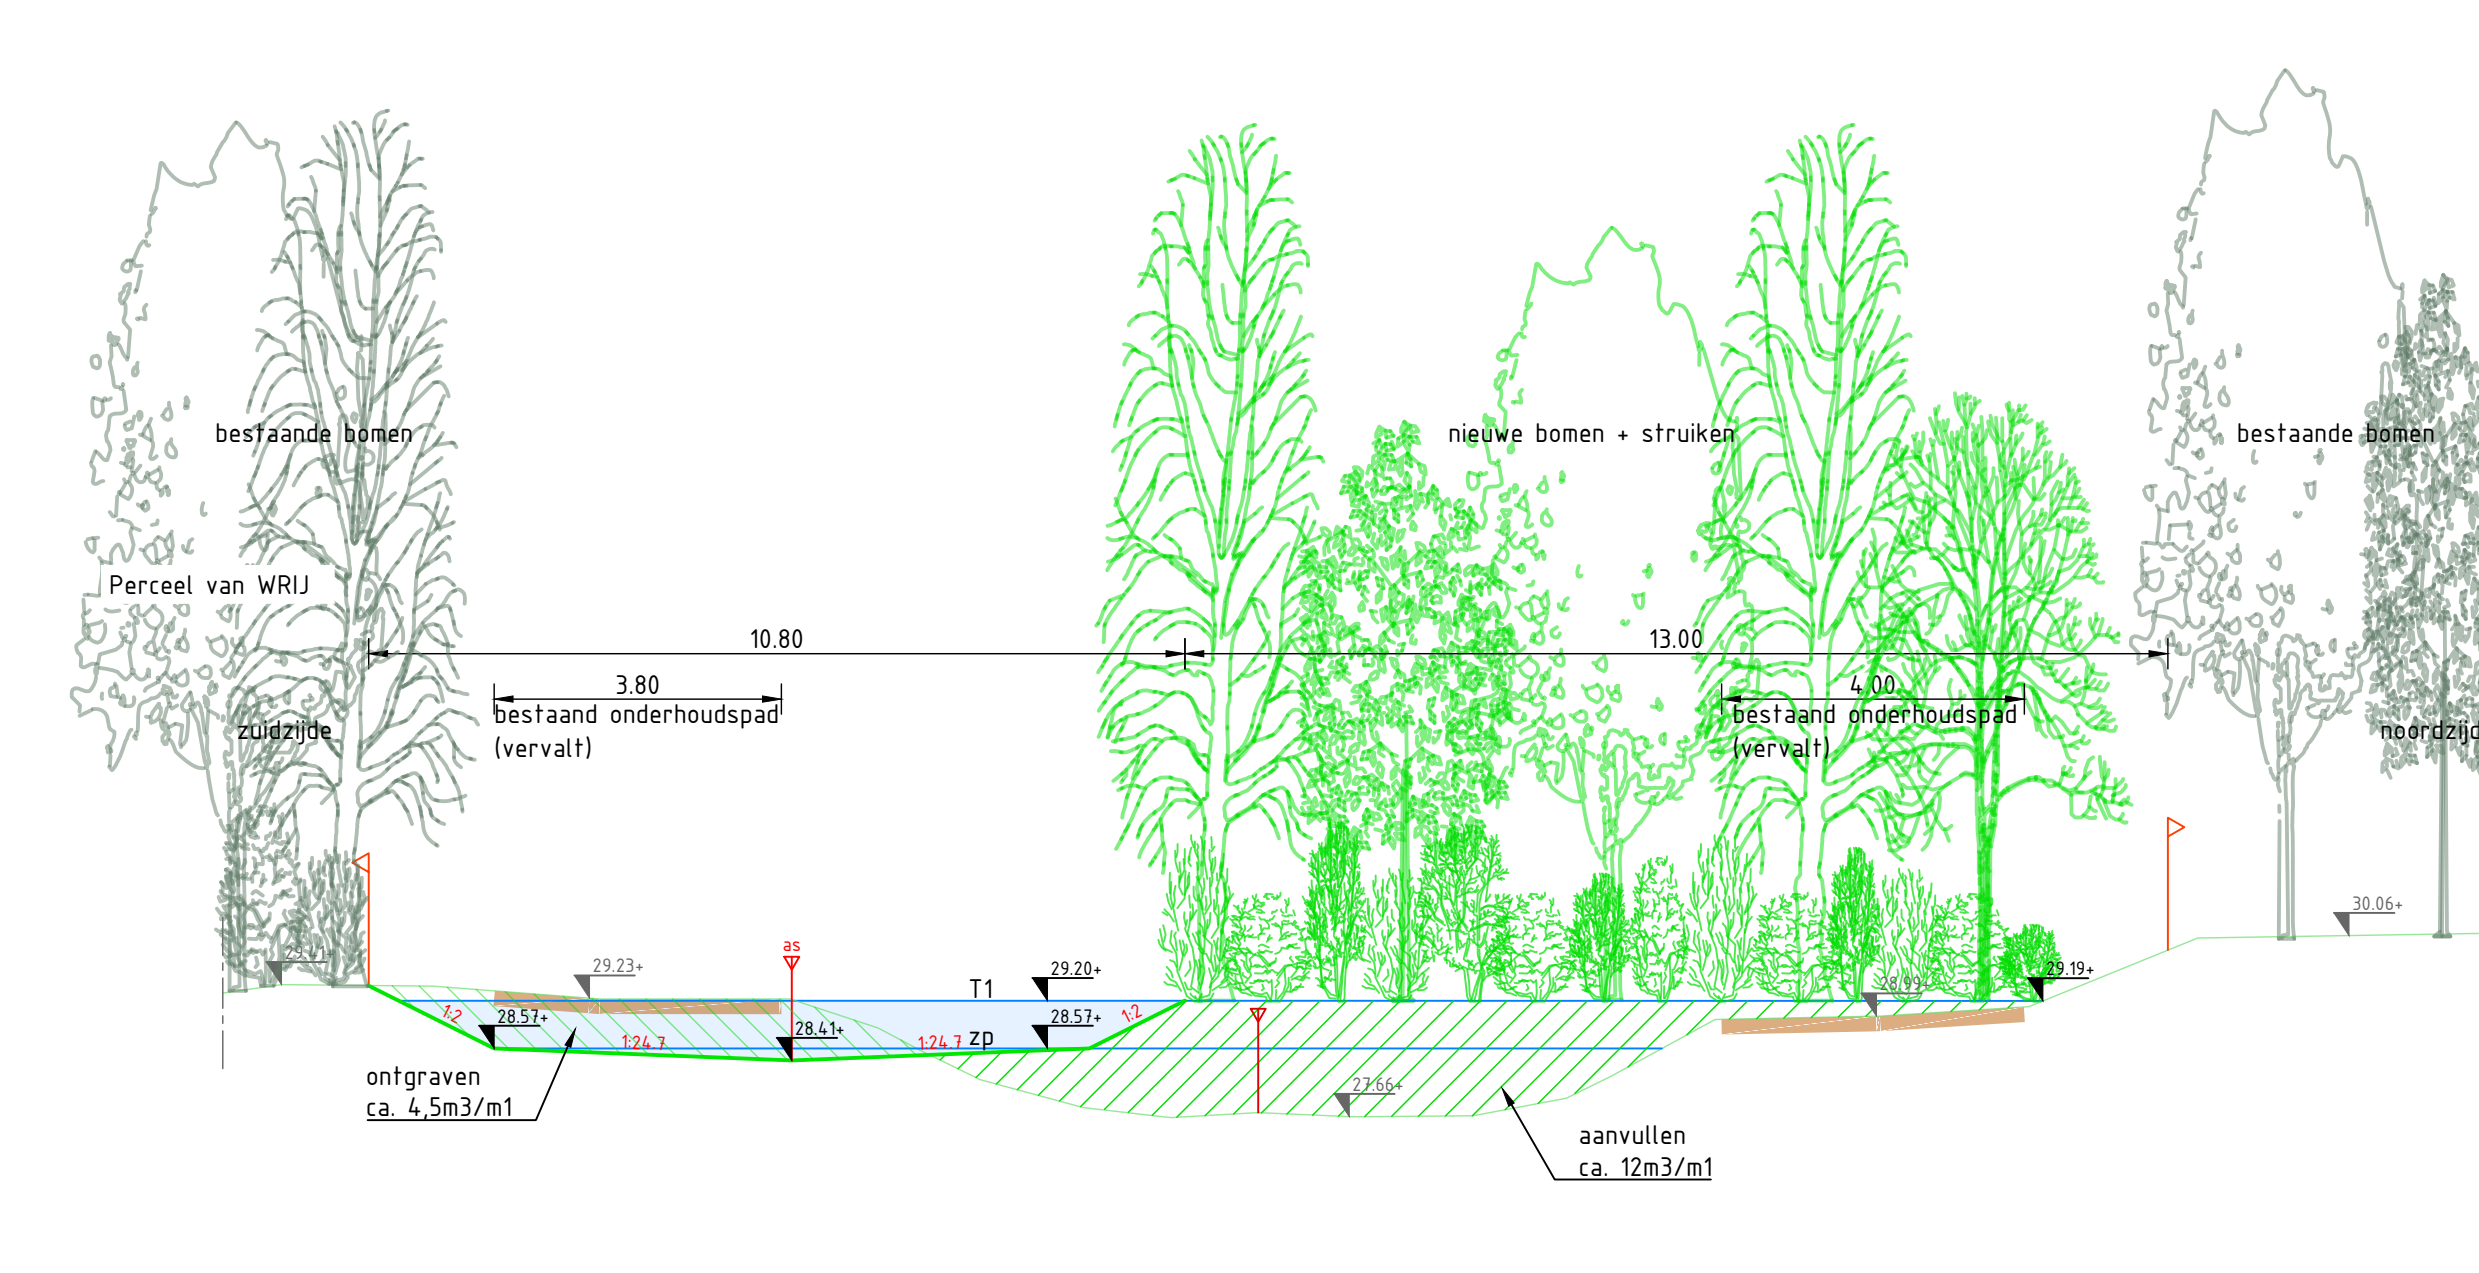 bestaande bomen
nieuwe bomen + struiken
bestaande bomen
Perceel van WRIJ
10.80
13.00
3.80
bestaand onderhoudspad
(vervalt)
4.00
bestaand onderhoudspad
(vervalt)
zuidzijde
noordzijd
30.06+
29.41+
29.23+
as
T1
29.20+
28.99+
29.19+
1:2
28.57+
1:24.7
28.41+
1:24.7
zp
28.57+
1:2
ontgraven
ca. 4,5m3/m1
27.66+
aanvullen
ca. 12m3/m1